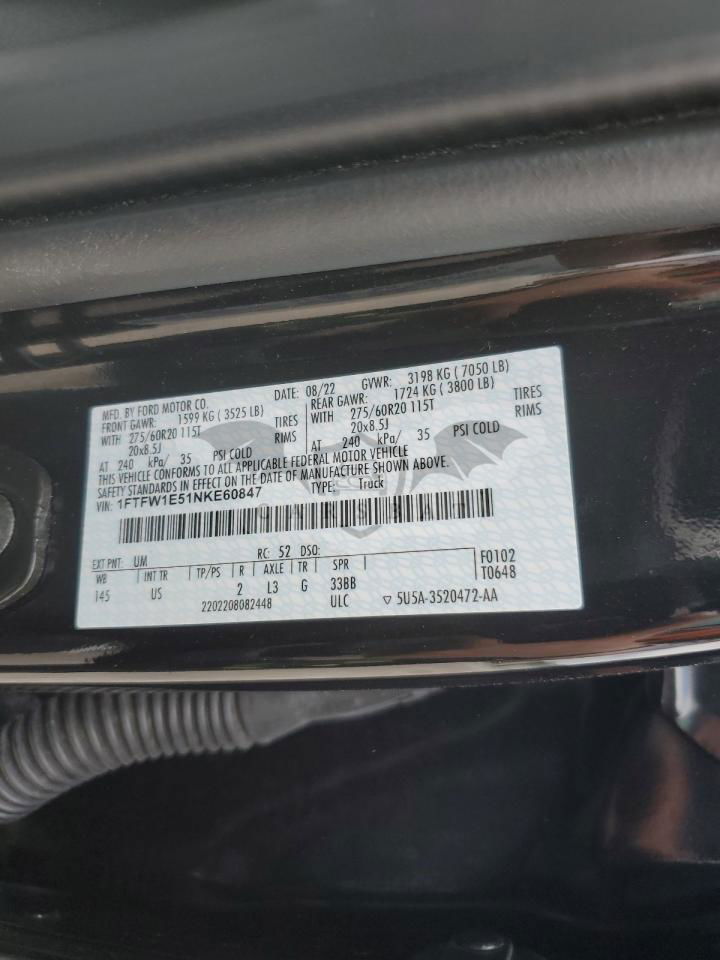 MFD. BY FORD MOTOR CO. DATE: 08/22 GVWR: 3198 KG ( 7050 LB)
FRONT GAWR: 1599 KG ( 3525 LB) REAR GAWR: 1724 KG ( 3800 LB)
WITH 275/60R20 115T TIRES WITH 275/60R20 115T TIRES
20x8.5J RIMS 20x8.5J RIMS
AT 240 kPa/ 35 PSI COLD AT 240 kPa/ 35 PSI COLD
THIS VEHICLE CONFORMS TO ALL APPLICABLE FEDERAL MOTOR VEHICLE
SAFETY STANDARDS IN EFFECT ON THE DATE OF MANUFACTURE SHOWN ABOVE.
VIN: 1FTFW1E51NKE60847 TYPE: Truck
EXT PNT: UM RC: 52 DSO: F0102
WB INT TR TP/PS R AXLE TR SPR T0648
145 US 2 L3 G 33BB
2202208082448 ULC ▽ 5U5A-3520472-AA